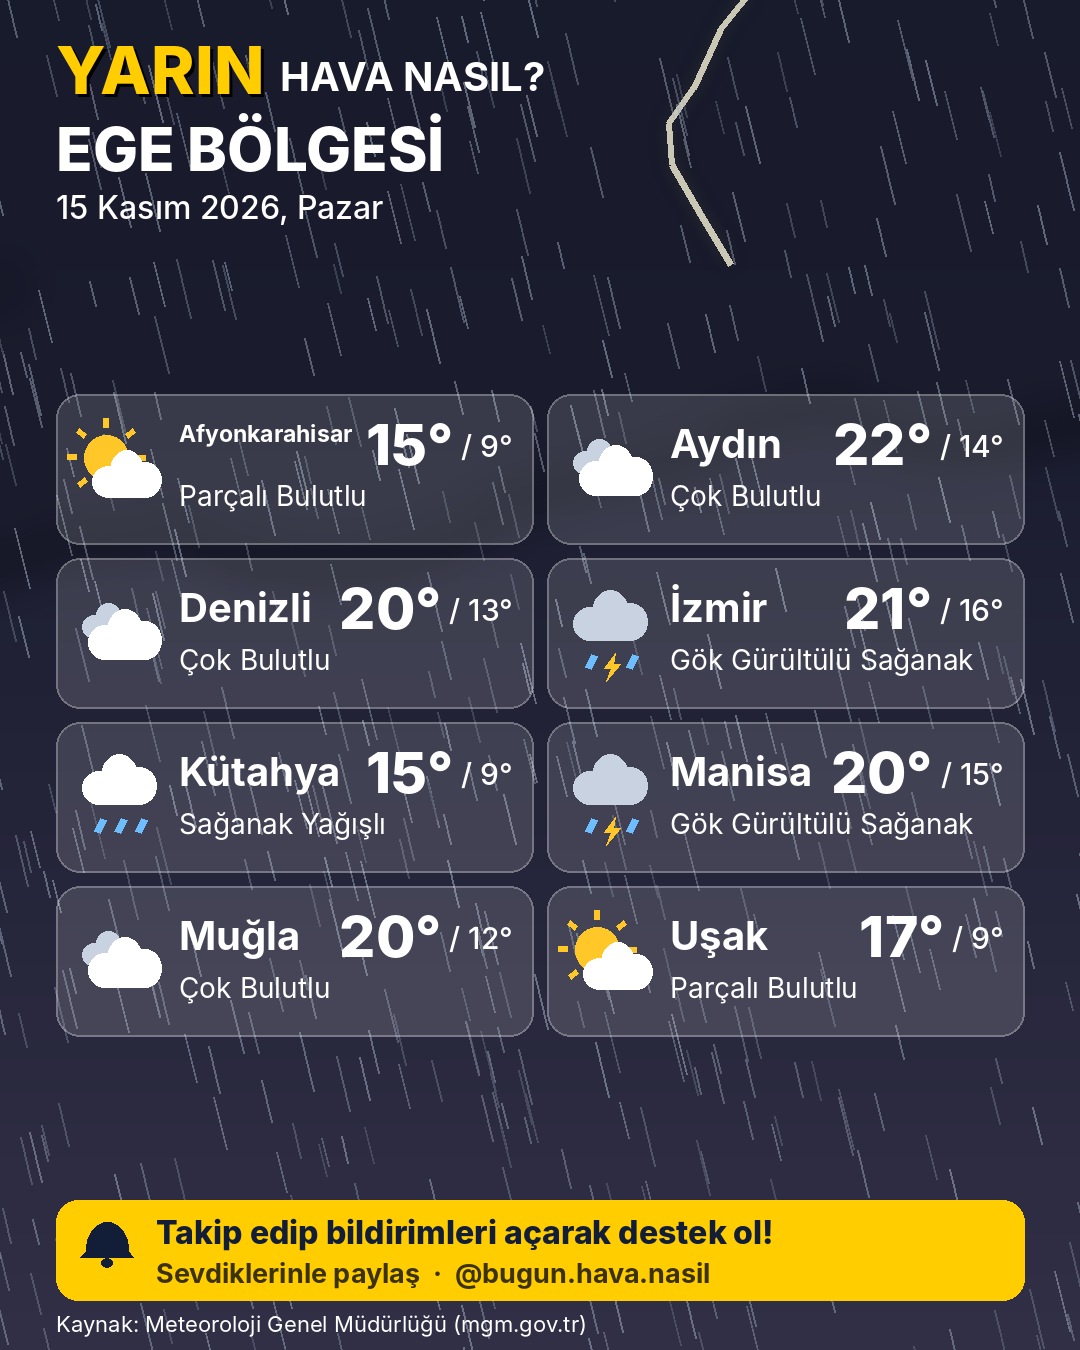 YARIN HAVA NASIL?
EGE BÖLGESİ
15 Kasım 2026, Pazar
Afyonkarahisar 15° / 9°
Parçalı Bulutlu
Aydın 22° / 14°
Çok Bulutlu
Denizli 20° / 13°
Çok Bulutlu
İzmir 21° / 16°
Gök Gürültülü Sağanak
Kütahya 15° / 9°
Sağanak Yağışlı
Manisa 20° / 15°
Gök Gürültülü Sağanak
Muğla 20° / 12°
Çok Bulutlu
Uşak 17° / 9°
Parçalı Bulutlu
Takip edip bildirimleri açarak destek ol!
Sevdiklerinle paylaş · @bugun.hava.nasil
Kaynak: Meteoroloji Genel Müdürlüğü (mgm.gov.tr)